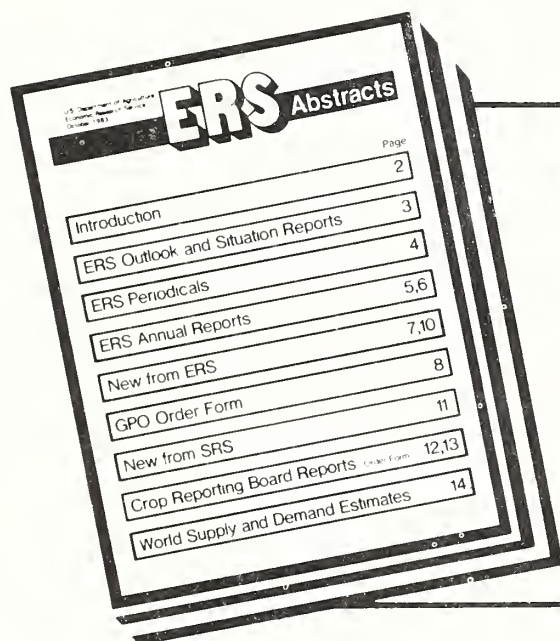 U.S. Department of Agriculture
Economic Research Service
October 1983
ERS Abstracts
Page
Introduction 2
ERS Outlook and Situation Reports 3
ERS Periodicals 4
ERS Annual Reports 5,6
New from ERS 7,10
GPO Order Form 8
New from SRS 11
Crop Reporting Board Reports Order Form 12,13
World Supply and Demand Estimates 14